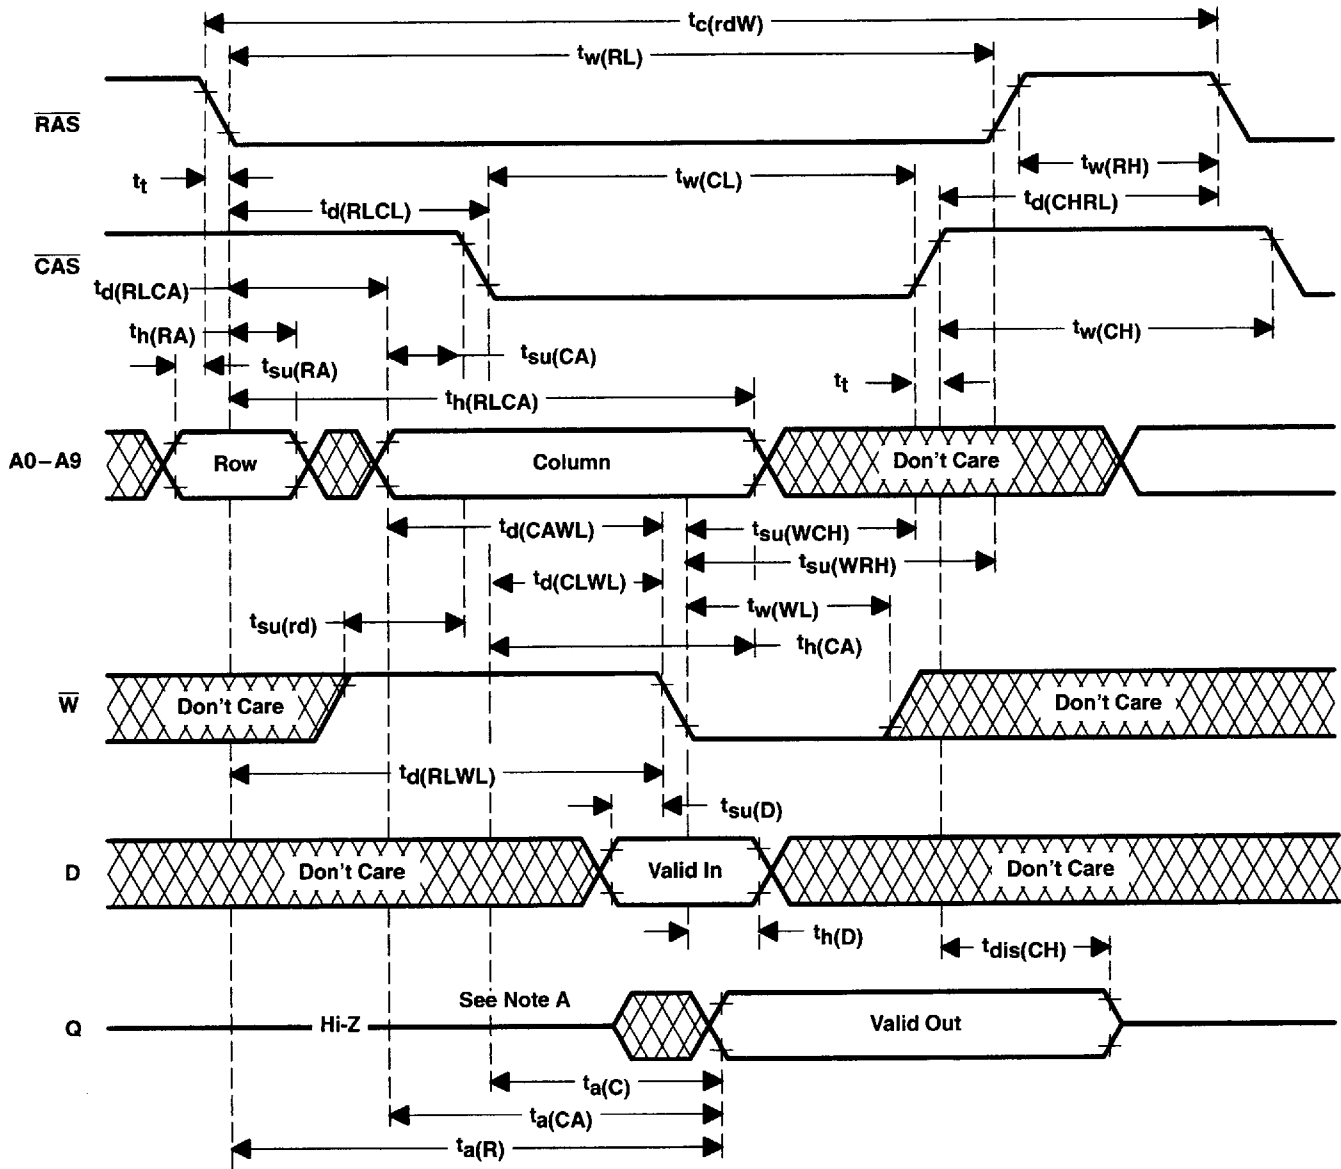 tc(rdW)
tw(RL)
R̅A̅S̅
tw(RH)
tt
tw(CL)
td(CHRL)
td(RLCL)
C̅A̅S̅
td(RLCA)
th(RA)
tw(CH)
tsu(RA)
tsu(CA)
tt
th(RLCA)
A0–A9
Row
Column
Don't Care
td(CAWL)
tsu(WCH)
tsu(WRH)
td(CLWL)
tw(WL)
tsu(rd)
th(CA)
W̅
Don't Care
Don't Care
td(RLWL)
tsu(D)
D
Don't Care
Valid In
Don't Care
th(D)
tdis(CH)
See Note A
Q
Hi-Z
Valid Out
ta(C)
ta(CA)
ta(R)